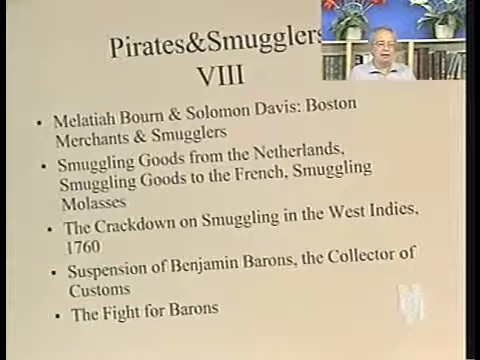 Pirates&Smugglers
VIII
• Melatiah Bourn & Solomon Davis: Boston
Merchants & Smugglers
• Smuggling Goods from the Netherlands,
Smuggling Goods to the French, Smuggling
Molasses
• The Crackdown on Smuggling in the West Indies,
1760
• Suspension of Benjamin Barons, the Collector of
Customs
• The Fight for Barons